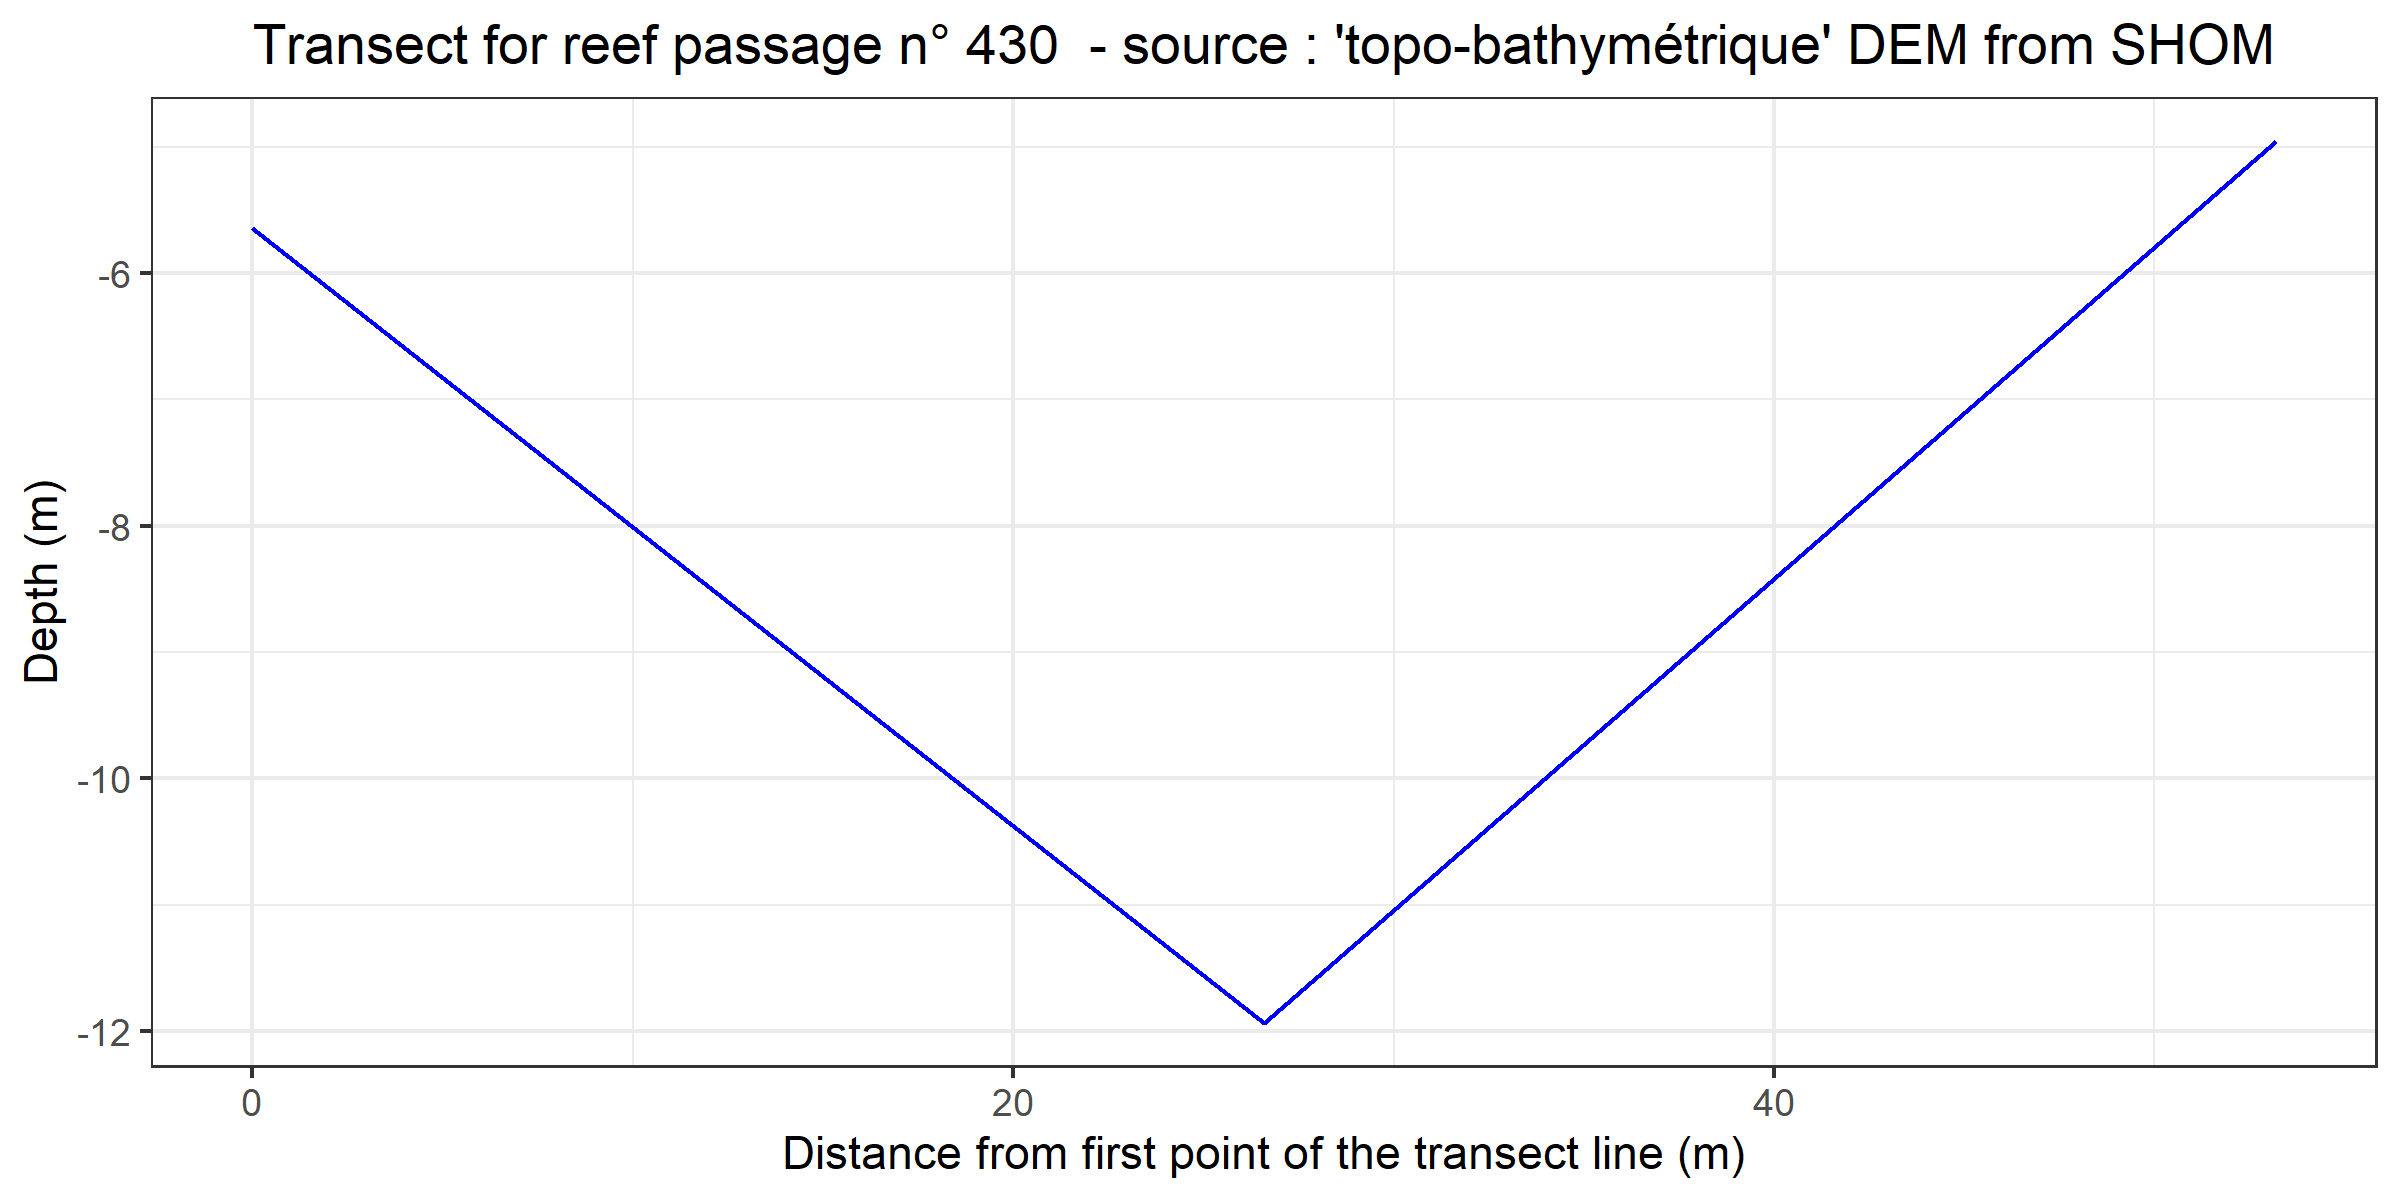 Transect for reef passage n° 430  - source : 'topo-bathymétrique' DEM from SHOM
Depth (m)
-6
-8
-10
-12
0
20
40
Distance from first point of the transect line (m)